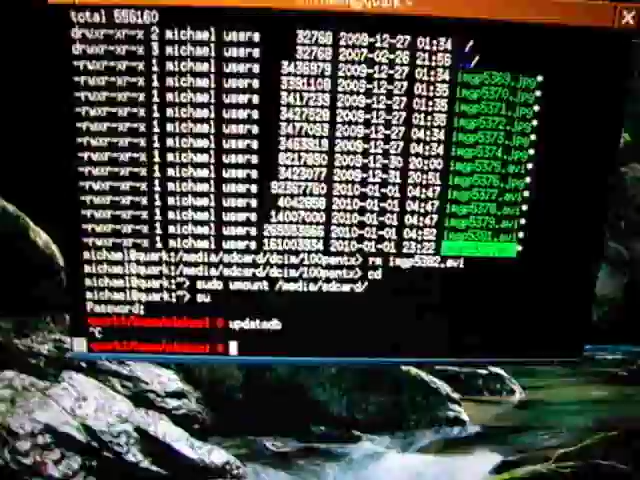 total 556160
drwxr-xr-x 2 michael users 32768 2009-12-27 01:34 ./
drwxr-xr-x 3 michael users 32768 2007-02-26 21:56 ../
-rwxr-xr-x 1 michael users 3436979 2009-12-27 01:34 imgp5369.jpg*
-rwxr-xr-x 1 michael users 3391108 2009-12-27 01:35 imgp5370.jpg*
-rwxr-xr-x 1 michael users 3417233 2009-12-27 01:35 imgp5371.jpg*
-rwxr-xr-x 1 michael users 3427528 2009-12-27 01:35 imgp5372.jpg*
-rwxr-xr-x 1 michael users 3477093 2009-12-27 04:34 imgp5373.jpg*
-rwxr-xr-x 1 michael users 3463319 2009-12-27 04:34 imgp5374.jpg*
-rwxr-xr-x 1 michael users 8217890 2009-12-30 20:00 imgp5375.avi*
-rwxr-xr-x 1 michael users 3423077 2009-12-31 20:51 imgp5376.jpg*
-rwxr-xr-x 1 michael users 92357760 2010-01-01 04:47 imgp5377.avi*
-rwxr-xr-x 1 michael users 4042658 2010-01-01 04:47 imgp5378.avi*
-rwxr-xr-x 1 michael users 14007000 2010-01-01 04:47 imgp5379.avi*
-rwxr-xr-x 1 michael users 2010-01-01 04:52 imgp5381.avi*
-rwxr-xr-x 1 michael users 161003934 2010-01-01 23:22
michael@quark:/media/sdcard/dcim/100pentx> rm imgp5382.avi
michael@quark:/media/sdcard/dcim/100pentx> cd
michael@quark:~> sudo umount /media/sdcard/
michael@quark:~> su
Password:
quark:/home/michael # updatedb
^C
quark:/home/michael #